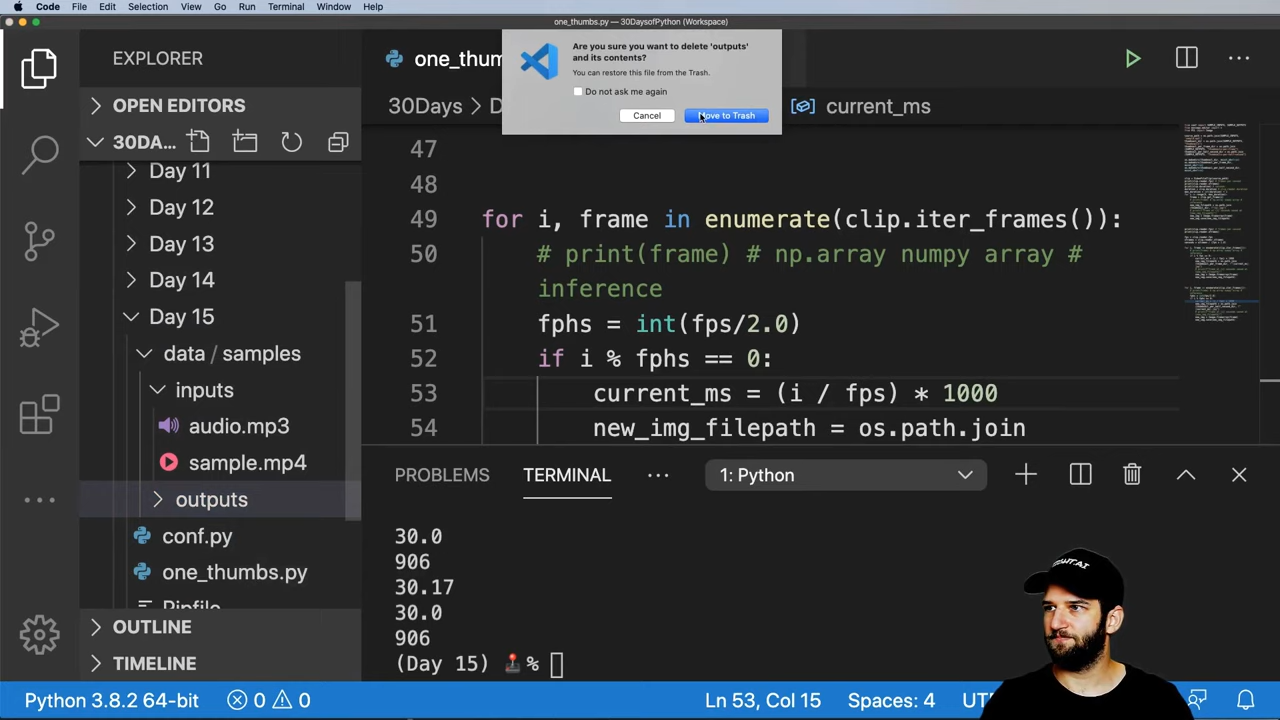 Code File Edit Selection View Go Run Terminal Window Help
one_thumbs.py — 30DaysofPython (Workspace)
EXPLORER
OPEN EDITORS
30DA...
Day 11
Day 12
Day 13
Day 14
Day 15
data / samples
inputs
audio.mp3
sample.mp4
outputs
conf.py
one_thumbs.py
Pipfile
OUTLINE
TIMELINE
one_thum
Are you sure you want to delete 'outputs'
and its contents?
You can restore this file from the Trash.
Do not ask me again
Cancel
Move to Trash
30Days > D
current_ms
47
48
49 for i, frame in enumerate(clip.iter_frames()):
50 # print(frame) # np.array numpy array #
inference
51 fphs = int(fps/2.0)
52 if i % fphs == 0:
53 current_ms = (i / fps) * 1000
54 new_img_filepath = os.path.join
PROBLEMS TERMINAL ... 1: Python
30.0
906
30.17
30.0
906
(Day 15) %
Python 3.8.2 64-bit 0 0 Ln 53, Col 15 Spaces: 4